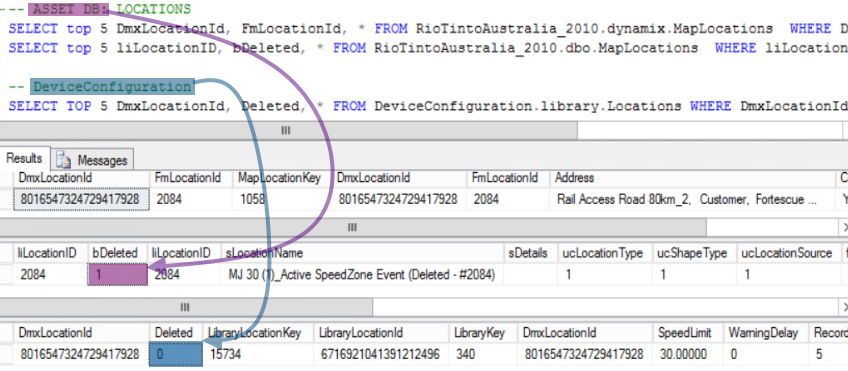 -- ASSET DB: LOCATIONS
SELECT top 5 DmxLocationId, FmLocationId, * FROM RioTintoAustralia_2010.dynamix.MapLocations WHERE D
SELECT top 5 liLocationID, bDeleted, * FROM RioTintoAustralia_2010.dbo.MapLocations WHERE liLocation
-- DeviceConfiguration
SELECT TOP 5 DmxLocationId, Deleted, * FROM DeviceConfiguration.library.Locations WHERE DmxLocationId
Results Messages
DmxLocationId FmLocationId MapLocationKey DmxLocationId FmLocationId Address C
8016547324729417928 2084 1058 8016547324729417928 2084 Rail Access Road 80km_2, Customer, Fortescue ... Y
liLocationID bDeleted liLocationID sLocationName sDetails ucLocationType ucShapeType ucLocationSource
2084 1 2084 MJ 30 (1)_Active SpeedZone Event (Deleted - #2084) 1 1 1
DmxLocationId Deleted LibraryLocationKey LibraryLocationId LibraryKey DmxLocationId SpeedLimit WarningDelay Record
8016547324729417928 0 15734 6716921041391212496 340 8016547324729417928 30.00000 0 5